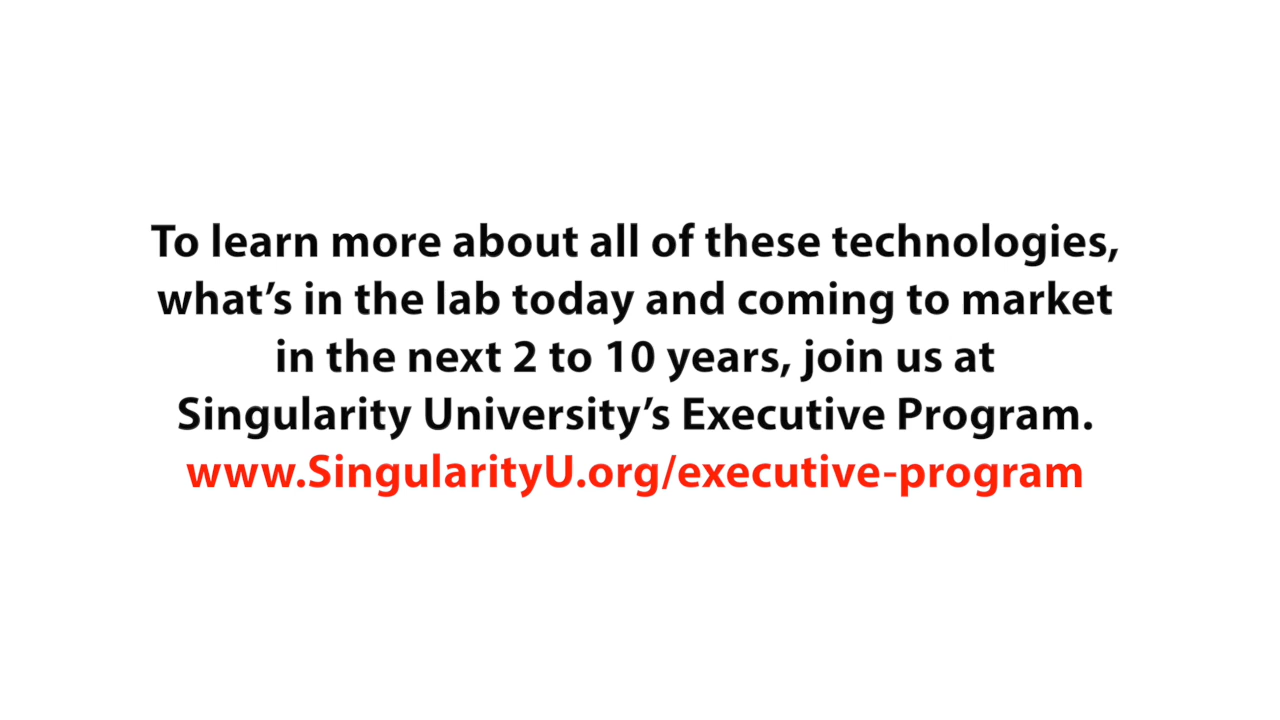 To learn more about all of these technologies,
what’s in the lab today and coming to market
in the next 2 to 10 years, join us at
Singularity University’s Executive Program.
www.SingularityU.org/executive-program